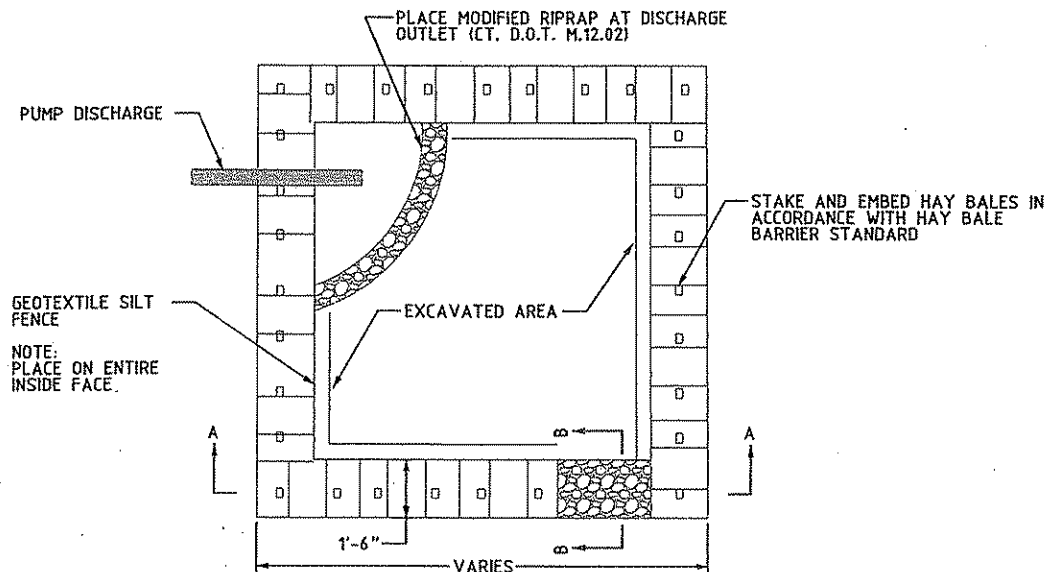 PLACE MODIFIED RIPRAP AT DISCHARGE
OUTLET (CT. D.O.T. M.12.02)
PUMP DISCHARGE
STAKE AND EMBED HAY BALES IN
ACCORDANCE WITH HAY BALE
BARRIER STANDARD
GEOTEXTILE SILT
FENCE
EXCAVATED AREA
NOTE:
PLACE ON ENTIRE
INSIDE FACE.
A
B
A
1'-6"
B
VARIES